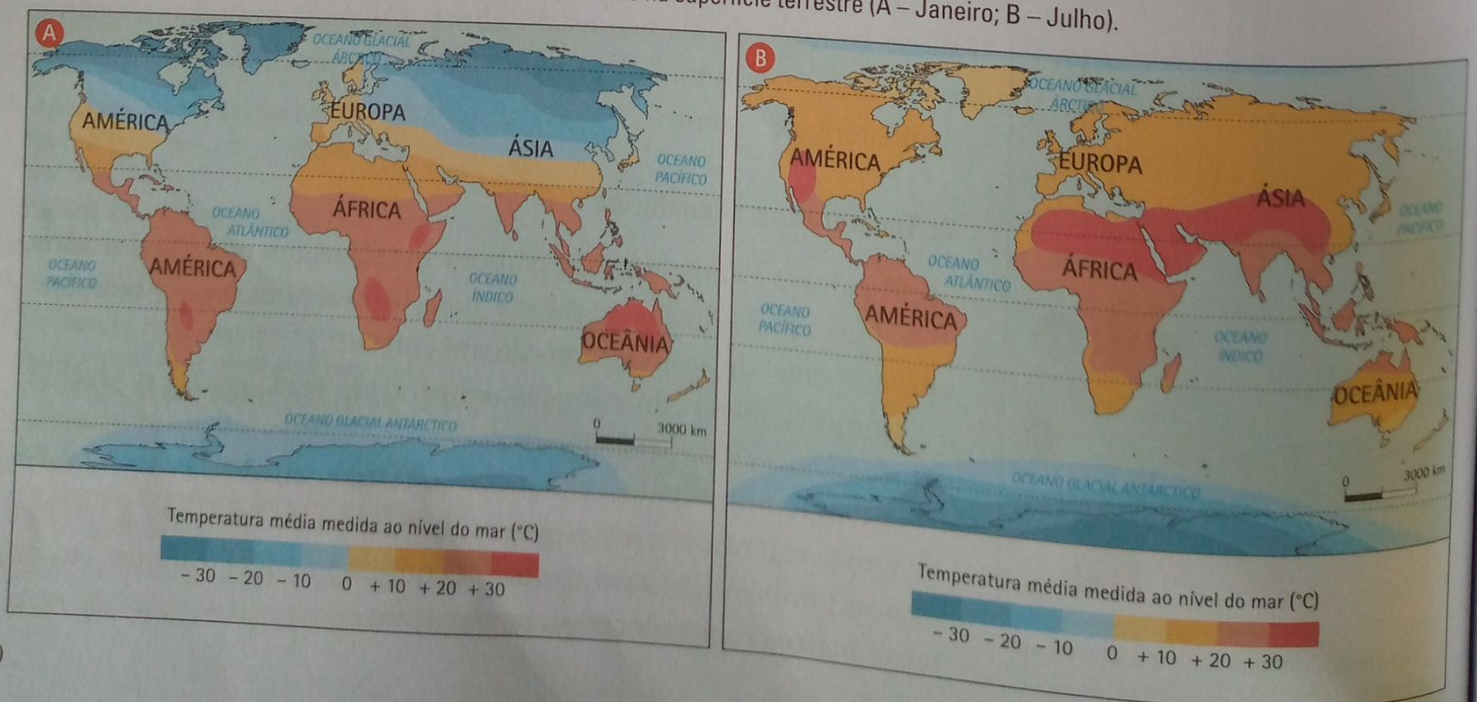 superfície terrestre (A – Janeiro; B – Julho).
A
OCEANO GLACIAL
ÁRCTICO
AMÉRICA
EUROPA
ÁSIA
OCEANO
PACÍFICO
ÁFRICA
OCEANO
ATLÂNTICO
AMÉRICA
OCEANO
PACÍFICO
OCEANO
ÍNDICO
OCEÂNIA
OCEANO GLACIAL ANTÁRCTICO
0 3000 km
Temperatura média medida ao nível do mar (°C)
– 30 – 20 – 10 0 + 10 + 20 + 30
B
OCEANO GLACIAL
ÁRCTICO
AMÉRICA
EUROPA
ÁSIA
OCEANO
PACÍFICO
ÁFRICA
OCEANO
ATLÂNTICO
OCEANO
PACÍFICO
AMÉRICA
OCEANO
ÍNDICO
OCEÂNIA
OCEANO GLACIAL ANTÁRCTICO
0 3000 km
Temperatura média medida ao nível do mar (°C)
– 30 – 20 – 10 0 + 10 + 20 + 30